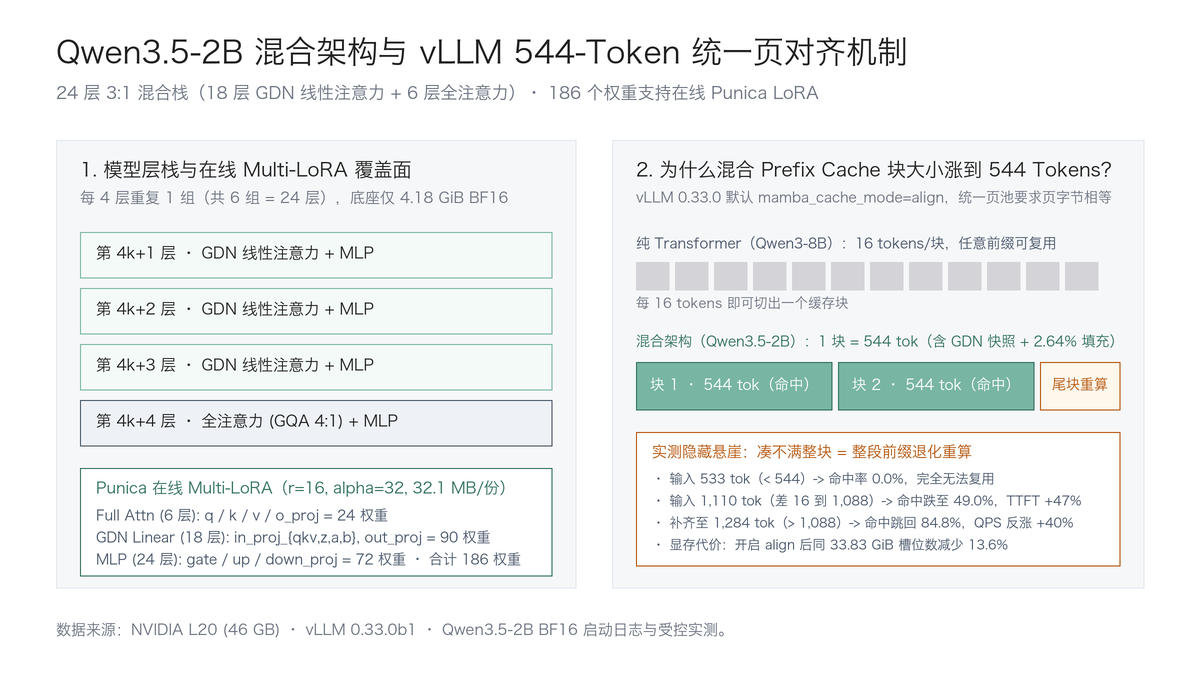 Qwen3.5-2B 混合架构与 vLLM 544-Token 统一页对齐机制
24 层 3:1 混合栈（18 层 GDN 线性注意力 + 6 层全注意力） · 186 个权重支持在线 Punica LoRA
1. 模型层栈与在线 Multi-LoRA 覆盖面
每 4 层重复 1 组（共 6 组 = 24 层），底座仅 4.18 GiB BF16
第 4k+1 层 · GDN 线性注意力 + MLP
第 4k+2 层 · GDN 线性注意力 + MLP
第 4k+3 层 · GDN 线性注意力 + MLP
第 4k+4 层 · 全注意力 (GQA 4:1) + MLP
Punica 在线 Multi-LoRA（r=16, alpha=32, 32.1 MB/份）
Full Attn (6 层): q / k / v / o_proj = 24 权重
GDN Linear (18 层): in_proj_{qkv,z,a,b}, out_proj = 90 权重
MLP (24 层): gate / up / down_proj = 72 权重 · 合计 186 权重
2. 为什么混合 Prefix Cache 块大小涨到 544 Tokens?
vLLM 0.33.0 默认 mamba_cache_mode=align，统一页池要求页字节相等
纯 Transformer（Qwen3-8B）：16 tokens/块，任意前缀可复用
每 16 tokens 即可切出一个缓存块
混合架构（Qwen3.5-2B）：1 块 = 544 tok（含 GDN 快照 + 2.64% 填充）
块 1 · 544 tok（命中）
块 2 · 544 tok（命中）
尾块重算
实测隐藏悬崖：凑不满整块 = 整段前缀退化重算
· 输入 533 tok（< 544）-> 命中率 0.0%，完全无法复用
· 输入 1,110 tok（差 16 到 1,088）-> 命中跌至 49.0%，TTFT +47%
· 补齐至 1,284 tok（> 1,088）-> 命中跳回 84.8%，QPS 反涨 +40%
· 显存代价：开启 align 后同 33.83 GiB 槽位数减少 13.6%
数据来源：NVIDIA L20 (46 GB) · vLLM 0.33.0b1 · Qwen3.5-2B BF16 启动日志与受控实测。